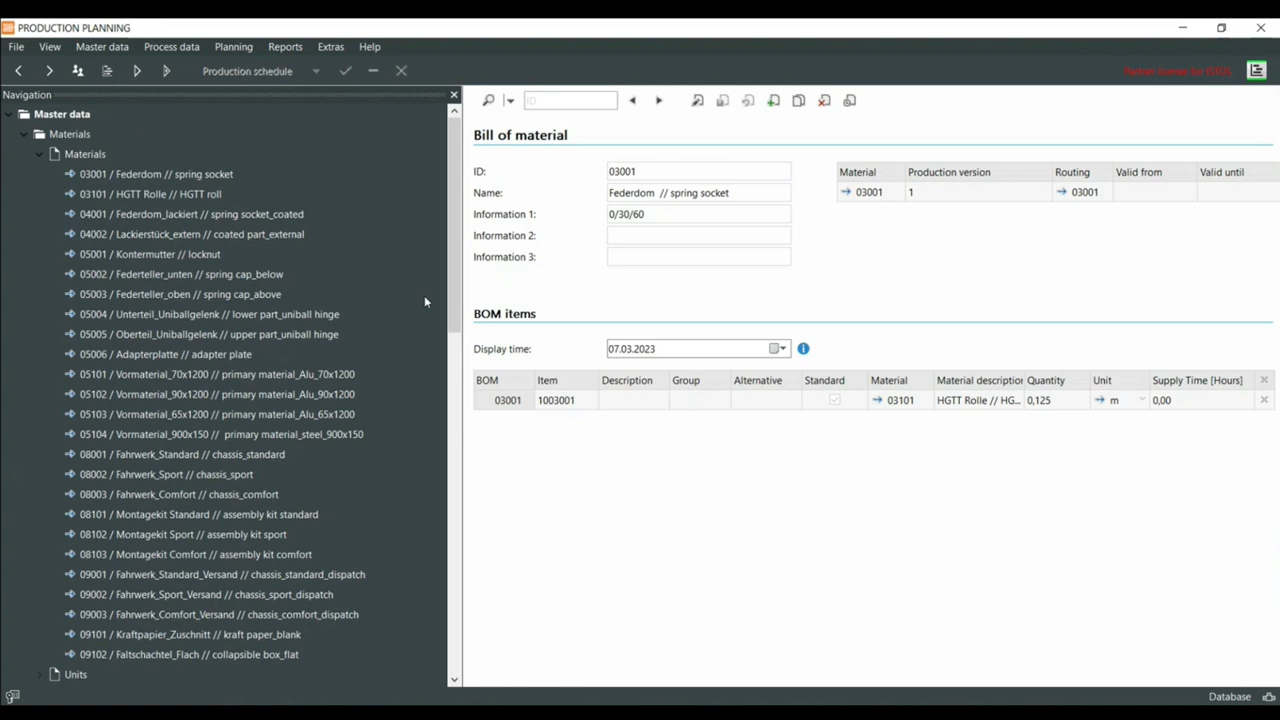 PRODUCTION PLANNING
File View Master data Process data Planning Reports Extras Help
Production schedule
Partner licence for ISTOS
Navigation
Master data
Materials
Materials
03001 / Federdom // spring socket
03101 / HGTT Rolle // HGTT roll
04001 / Federdom_lackiert // spring socket_coated
04002 / Lackierstück_extern // coated part_external
05001 / Kontermutter // locknut
05002 / Federteller_unten // spring cap_below
05003 / Federteller_oben // spring cap_above
05004 / Unterteil_Uniballgelenk // lower part_uniball hinge
05005 / Oberteil_Uniballgelenk // upper part_uniball hinge
05006 / Adapterplatte // adapter plate
05101 / Vormaterial_70x1200 // primary material_Alu_70x1200
05102 / Vormaterial_90x1200 // primary material_Alu_90x1200
05103 / Vormaterial_65x1200 // primary material_Alu_65x1200
05104 / Vormaterial_900x150 // primary material_steel_900x150
08001 / Fahrwerk_Standard // chassis_standard
08002 / Fahrwerk_Sport // chassis_sport
08003 / Fahrwerk_Comfort // chassis_comfort
08101 / Montagekit Standard // assembly kit standard
08102 / Montagekit Sport // assembly kit sport
08103 / Montagekit Comfort // assembly kit comfort
09001 / Fahrwerk_Standard_Versand // chassis_standard_dispatch
09002 / Fahrwerk_Sport_Versand // chassis_sport_dispatch
09003 / Fahrwerk_Comfort_Versand // chassis_comfort_dispatch
09101 / Kraftpapier_Zuschnitt // kraft paper_blank
09102 / Faltschachtel_Flach // collapsible box_flat
Units
ID
Bill of material
ID: 03001
Name: Federdom // spring socket
Information 1: 0/30/60
Information 2:
Information 3:
Material Production version Routing Valid from Valid until
03001 1 03001
BOM items
Display time: 07.03.2023
BOM Item Description Group Alternative Standard Material Material description Quantity Unit Supply Time [Hours]
03001 1003001 03101 HGTT Rolle // HG... 0,125 m 0,00
Database